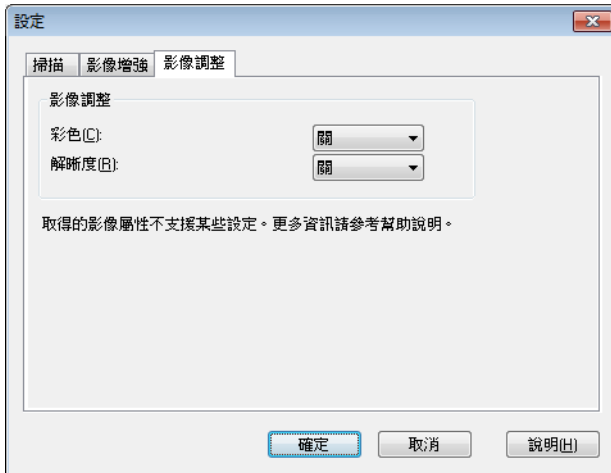 設定
掃描 影像增強 影像調整
影像調整
彩色(C): 關
解晰度(R): 關
取得的影像屬性不支援某些設定。更多資訊請參考幫助說明。
確定 取消 說明(H)